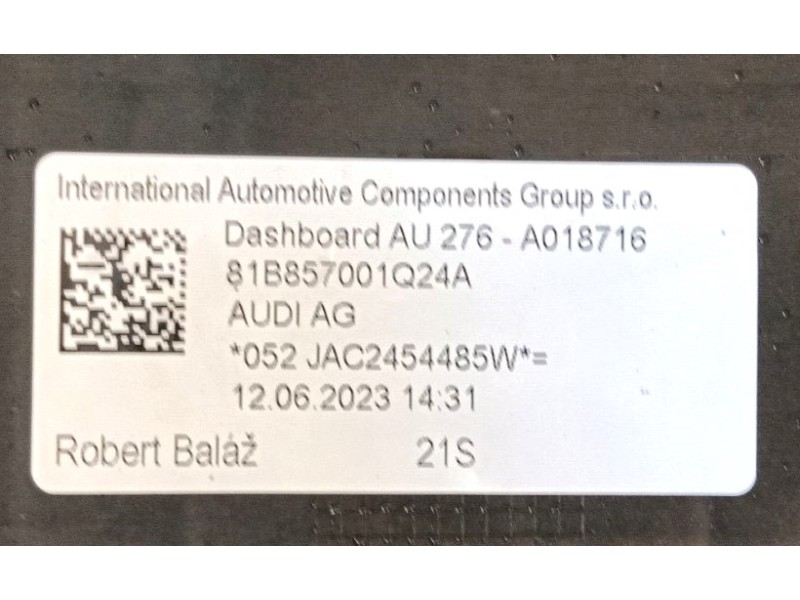 International Automotive Components Group s.r.o.
Dashboard AU 276 - A018716
81B857001Q24A
AUDI AG
*052 JAC2454485W*=
12.06.2023 14:31
Robert Baláž 21S